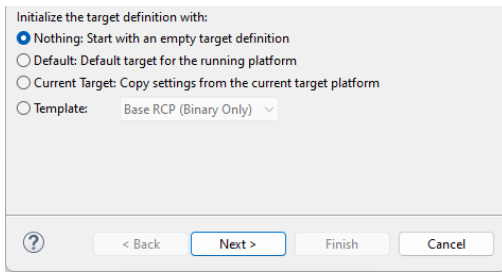 Initialize the target definition with:
Nothing: Start with an empty target definition
Default: Default target for the running platform
Current Target: Copy settings from the current target platform
Template: Base RCP (Binary Only)
? < Back Next > Finish Cancel